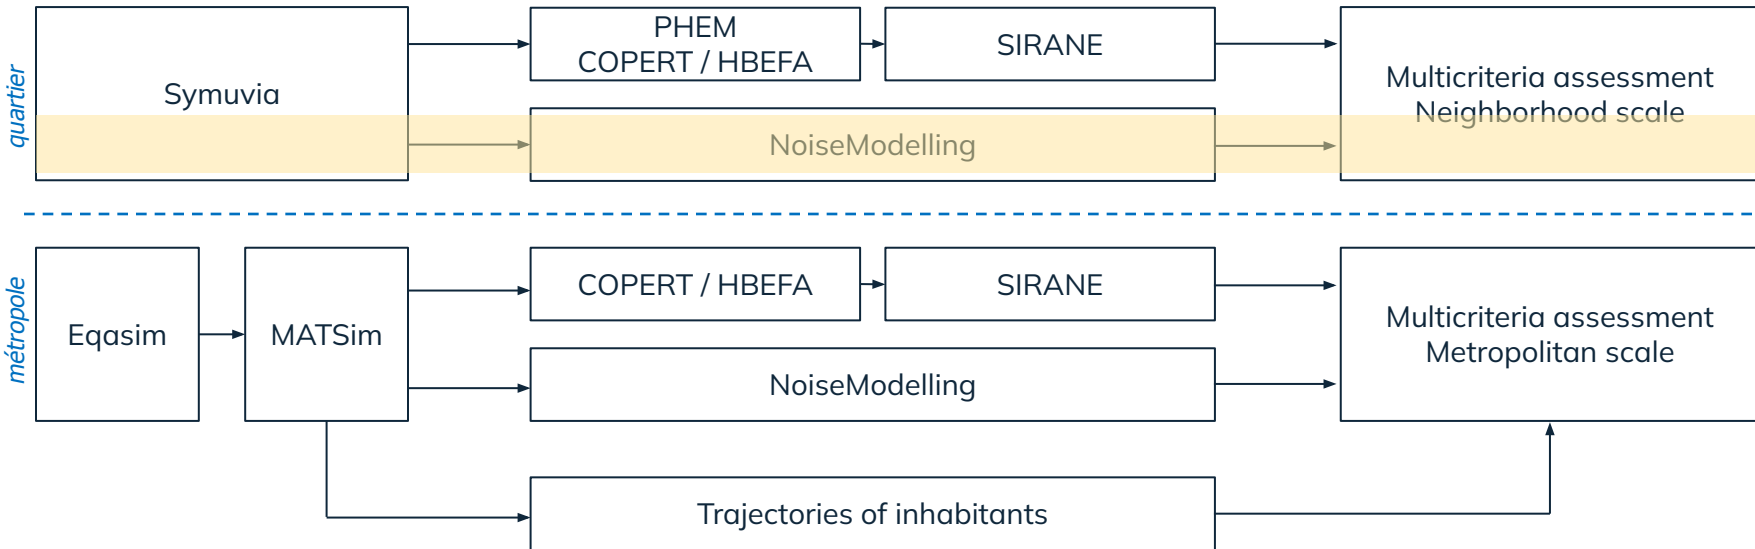 quartier
Symuvia
PHEM
COPERT / HBEFA
SIRANE
NoiseModelling
Multicriteria assessment
Neighborhood scale
métropole
Eqasim
MATSim
COPERT / HBEFA
SIRANE
NoiseModelling
Trajectories of inhabitants
Multicriteria assessment
Metropolitan scale